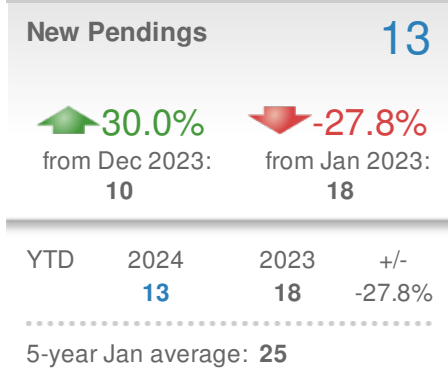 New Pendings 13
30.0% -27.8%
from Dec 2023: from Jan 2023:
10 18
YTD 2024 2023 +/-
13 18 -27.8%
5-year Jan average: 25